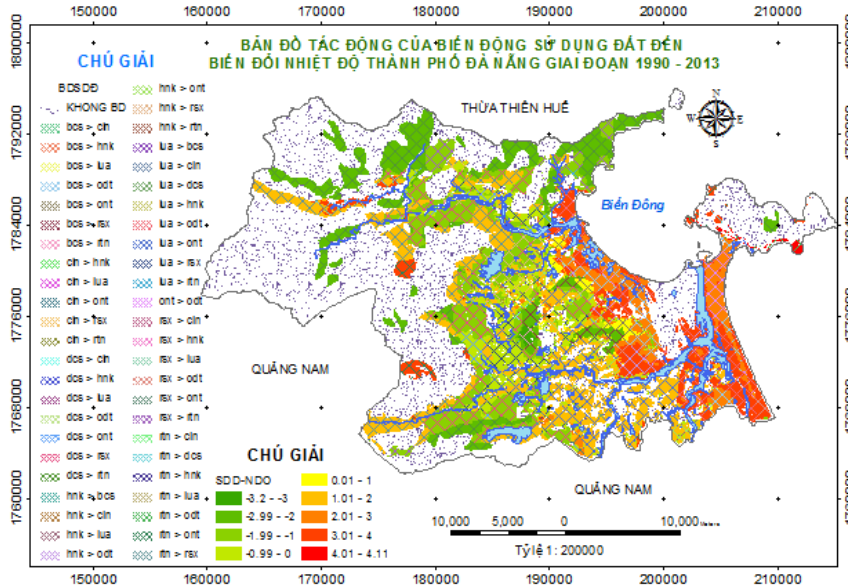 150000 160000 170000 180000 190000 200000 210000
BẢN ĐỒ TÁC ĐỘNG CỦA BIẾN ĐỘNG SỬ DỤNG ĐẤT ĐẾN
BIẾN ĐỔI NHIỆT ĐỘ THÀNH PHỐ ĐÀ NẴNG GIAI ĐOẠN 1990 - 2013
CHÚ GIẢI
BDSDĐ
KHONG BD
bcs > cln
bcs > hnk
bcs > lua
bcs > odt
bcs > ont
bcs > rsx
bcs > rtn
cln > hnk
cln > lua
cln > ont
cln > rsx
cln > rtn
dcs > cln
dcs > hnk
dcs > lua
dcs > odt
dcs > ont
dcs > rsx
dcs > rtn
hnk > bcs
hnk > cln
hnk > lua
hnk > odt
hnk > ont
hnk > rsx
hnk > rtn
lua > bcs
lua > cln
lua > dcs
lua > hnk
lua > odt
lua > ont
lua > rsx
lua > rtn
ont > odt
rsx > cln
rsx > hnk
rsx > lua
rsx > odt
rsx > ont
rsx > rtn
rtn > cln
rtn > dcs
rtn > hnk
rtn > lua
rtn > odt
rtn > ont
rtn > rsx
THỪA THIÊN HUẾ
N
W E
S
Biển Đông
QUẢNG NAM
QUẢNG NAM
CHÚ GIẢI
SDD-NDO
-3.2 - -3
-2.99 - -2
-1.99 - -1
-0.99 - 0
0.01 - 1
1.01 - 2
2.01 - 3
3.01 - 4
4.01 - 4.11
10,000 5,000 0 10,000 Meters
Tỷ lệ 1: 200000
1800000
1792000
1784000
1776000
1768000
1760000
150000 160000 170000 180000 190000 200000 210000